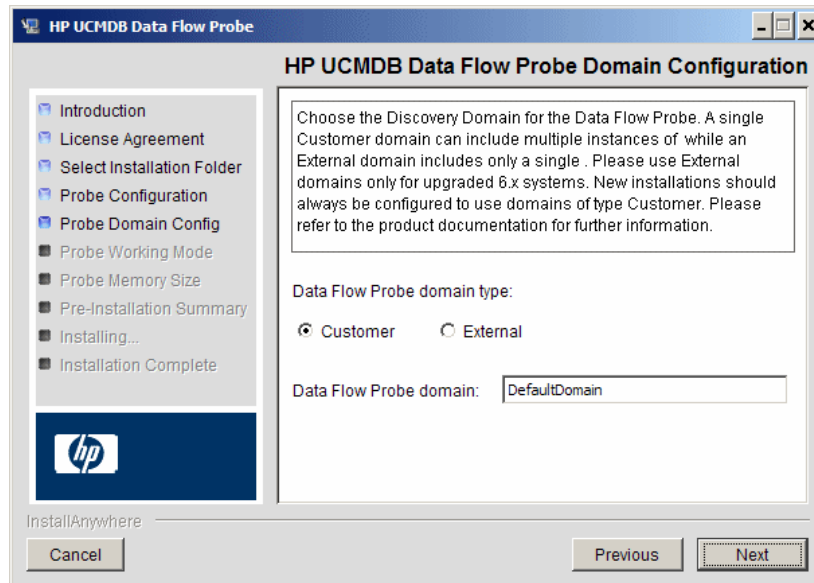 HP UCMDB Data Flow Probe
HP UCMDB Data Flow Probe Domain Configuration
Introduction
License Agreement
Select Installation Folder
Probe Configuration
Probe Domain Config
Probe Working Mode
Probe Memory Size
Pre-Installation Summary
Installing...
Installation Complete
hp
Choose the Discovery Domain for the Data Flow Probe. A single
Customer domain can include multiple instances of while an
External domain includes only a single . Please use External
domains only for upgraded 6.x systems. New installations should
always be configured to use domains of type Customer. Please
refer to the product documentation for further information.
Data Flow Probe domain type:
Customer External
Data Flow Probe domain: DefaultDomain
InstallAnywhere
Cancel Previous Next